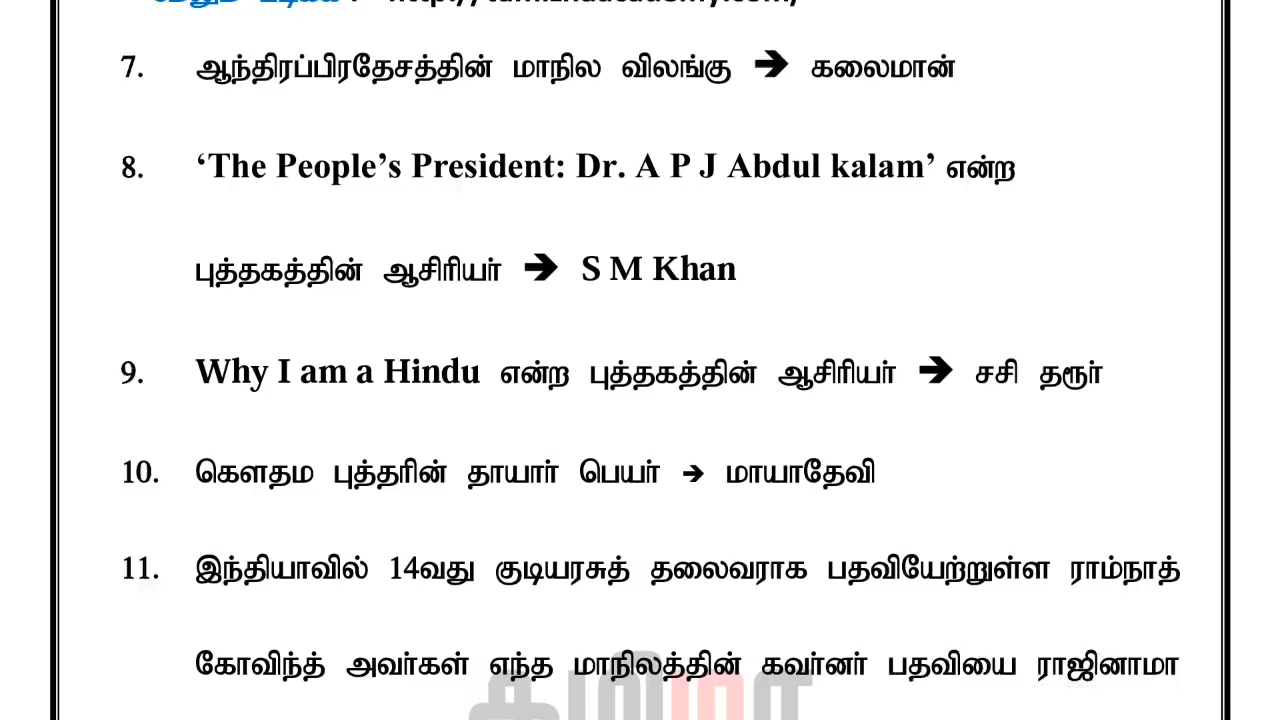 7. ஆந்திரப்பிரதேசத்தின் மாநில விலங்கு ➔ கலைமான்
8. ‘The People’s President: Dr. A P J Abdul kalam’ என்ற
புத்தகத்தின் ஆசிரியர் ➔ S M Khan
9. Why I am a Hindu என்ற புத்தகத்தின் ஆசிரியர் ➔ சசி தரூர்
10. கௌதம புத்தரின் தாயார் பெயர் ➔ மாயாதேவி
11. இந்தியாவில் 14வது குடியரசுத் தலைவராக பதவியேற்றுள்ள ராம்நாத்
கோவிந்த் அவர்கள் எந்த மாநிலத்தின் கவர்னர் பதவியை ராஜினாமா